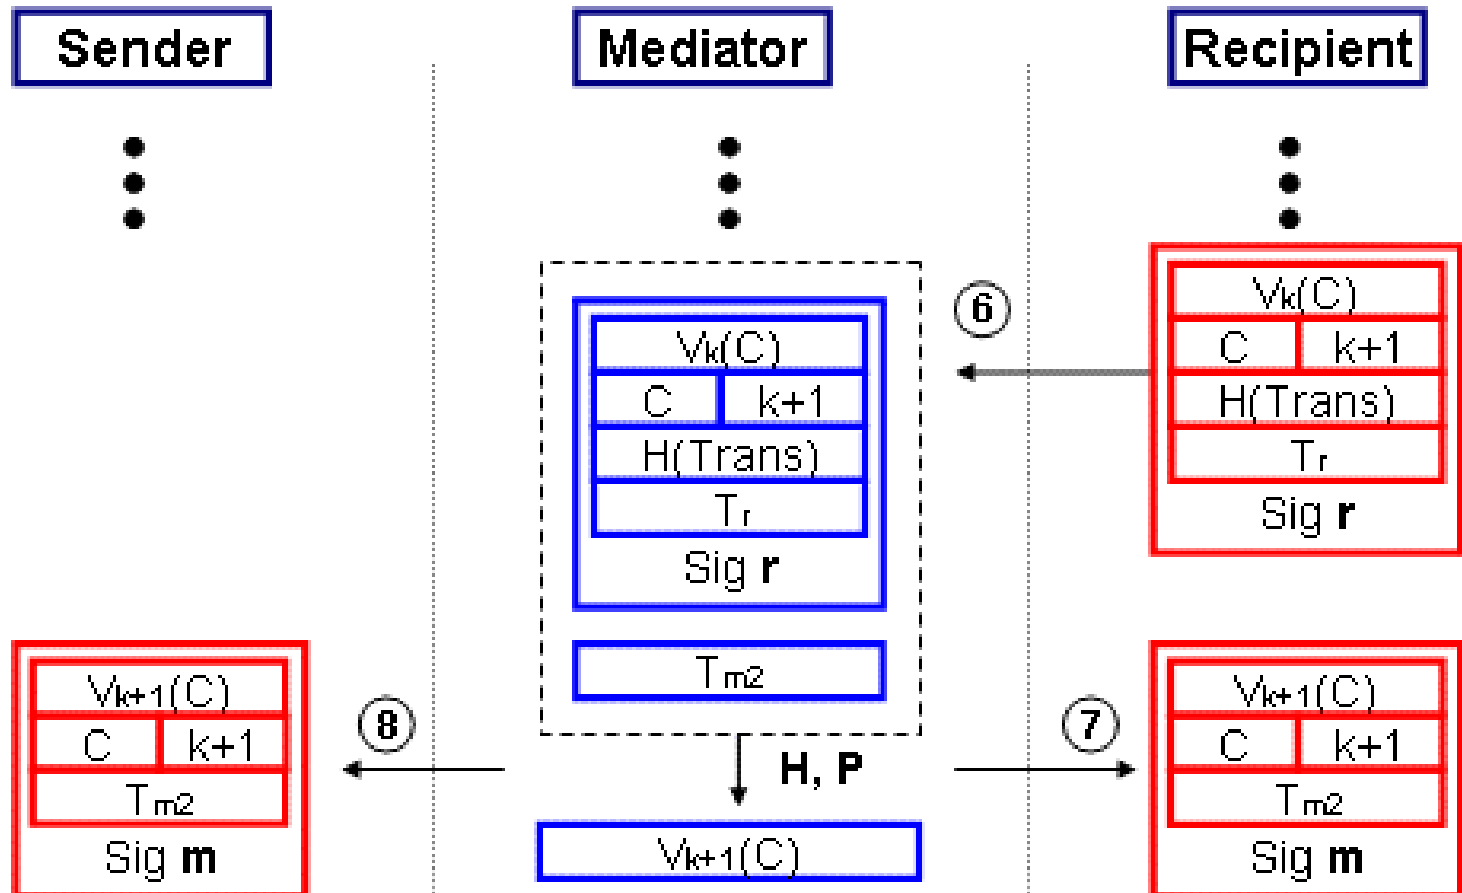 Sender
Mediator
Recipient
Vk(C)
C k+1
H(Trans)
Tr
Sig r
Tm2
6
Vk(C)
C k+1
H(Trans)
Tr
Sig r
Vk+1(C)
C k+1
Tm2
Sig m
8
H, P
Vk+1(C)
7
Vk+1(C)
C k+1
Tm2
Sig m